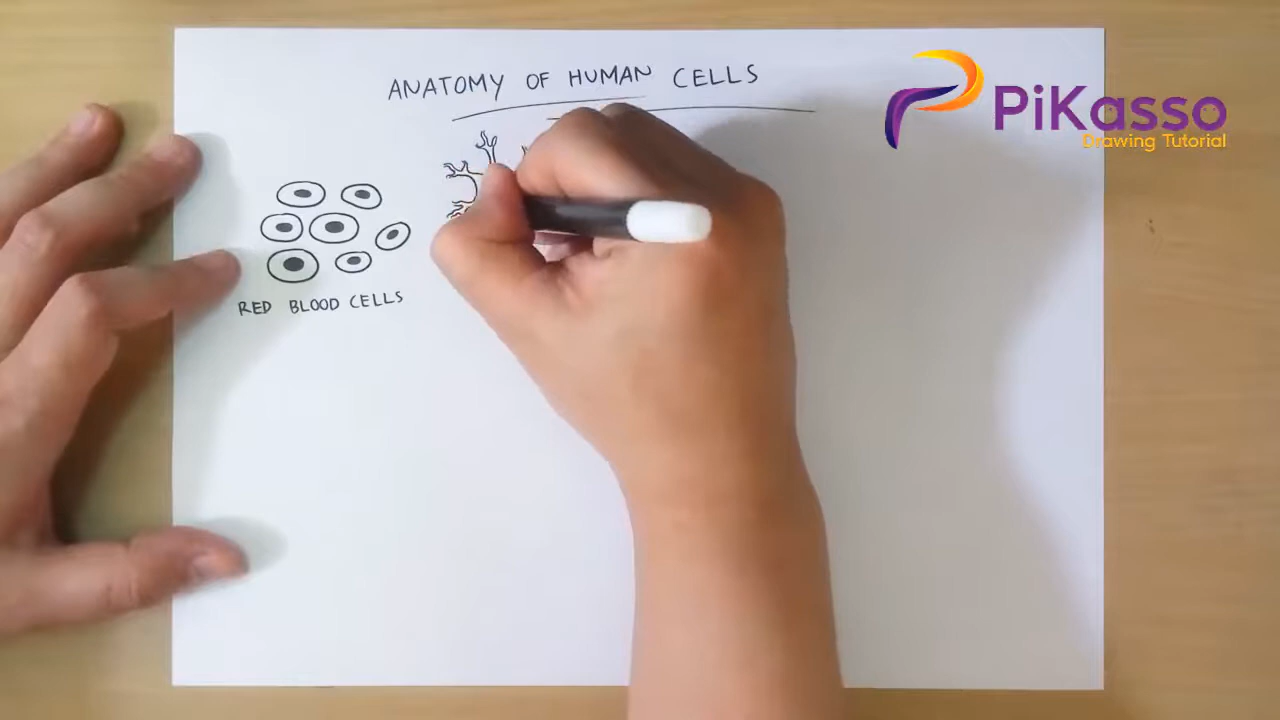 ANATOMY OF HUMAN CELLS
PiKasso
Drawing Tutorial
RED BLOOD CELLS